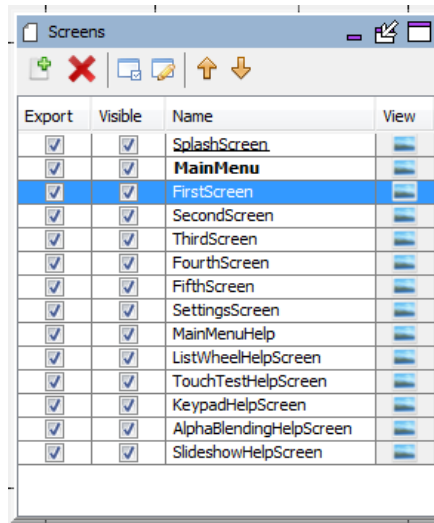 Screens
Export Visible Name View
SplashScreen
MainMenu
FirstScreen
SecondScreen
ThirdScreen
FourthScreen
FifthScreen
SettingsScreen
MainMenuHelp
ListWheelHelpScreen
TouchTestHelpScreen
KeypadHelpScreen
AlphaBlendingHelpScreen
SlideshowHelpScreen